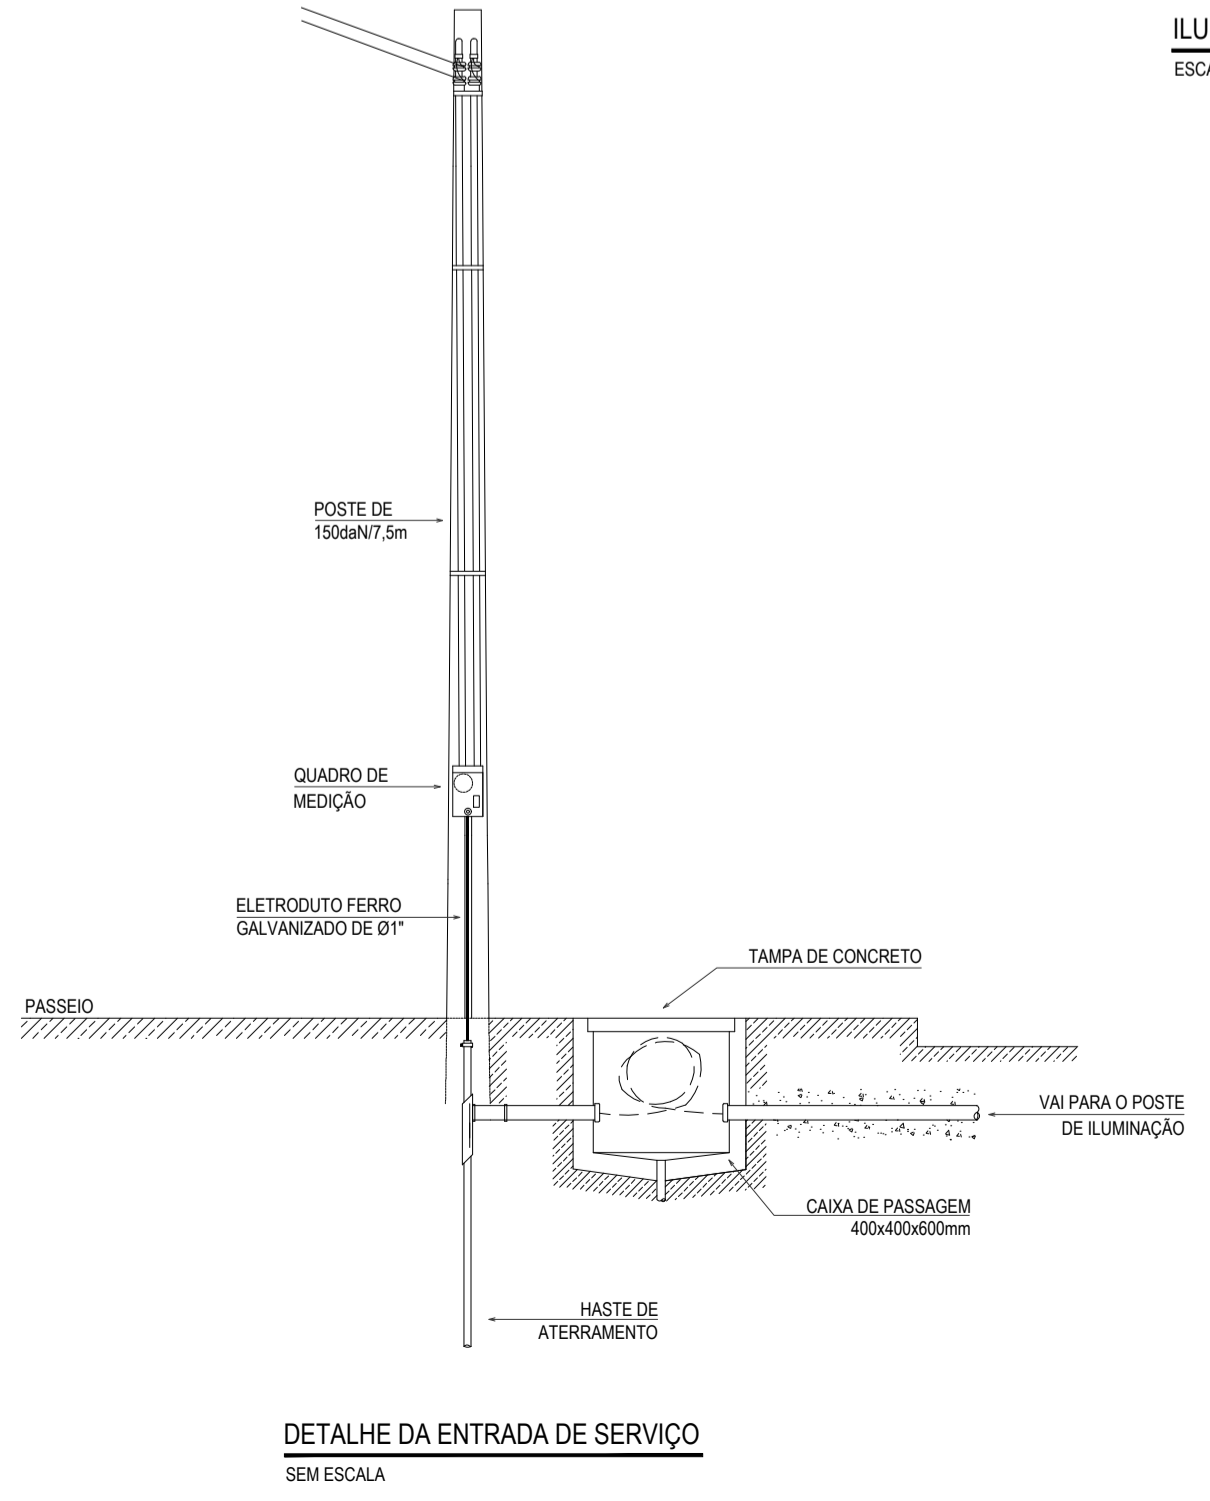 ILU
ESCA
POSTE DE
150daN/7,5m
QUADRO DE
MEDIÇÃO
ELETRODUTO FERRO
GALVANIZADO DE Ø1"
TAMPA DE CONCRETO
PASSEIO
VAI PARA O POSTE
DE ILUMINAÇÃO
CAIXA DE PASSAGEM
400x400x600mm
HASTE DE
ATERRAMENTO
DETALHE DA ENTRADA DE SERVIÇO
SEM ESCALA